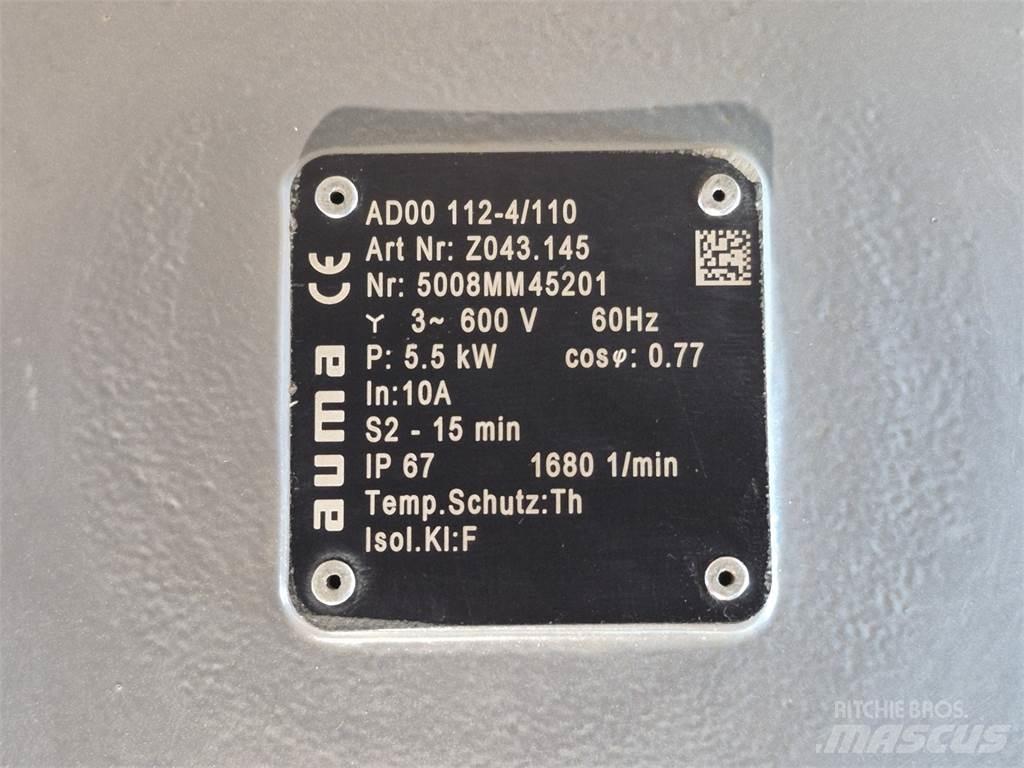 AD00 112-4/110
Art Nr: Z043.145
Nr: 5008MM45201
Y 3~ 600 V 60Hz
P: 5.5 kW cosφ: 0.77
In:10A
S2 - 15 min
IP 67 1680 1/min
Temp.Schutz:Th
Isol.Kl:F
CE
auma
RITCHIE BROS.
MASCUS